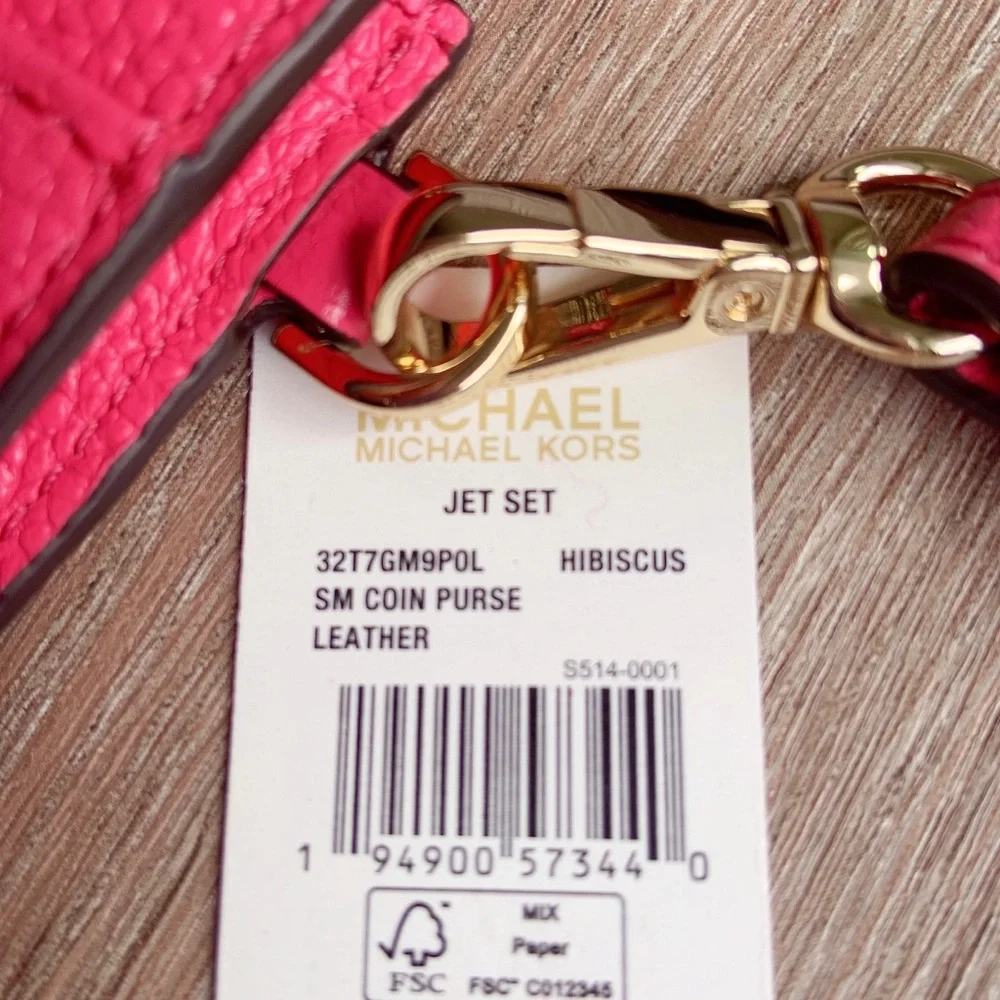 MICHAEL
MICHAEL KORS
JET SET
32T7GM9P0L HIBISCUS
SM COIN PURSE
LEATHER
S514-0001
1 94900 57344 0
MIX
Paper
FSC
FSC™ C012345